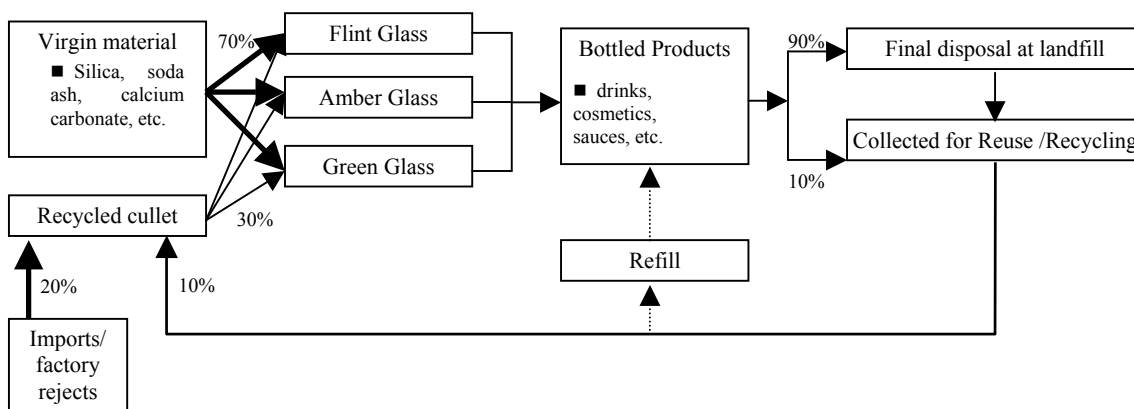 Virgin material
■ Silica, soda
ash, calcium
carbonate, etc.
70%
Flint Glass
Amber Glass
Green Glass
Recycled cullet
30%
20%
10%
Imports/
factory
rejects
Bottled Products
■ drinks,
cosmetics,
sauces, etc.
Refill
90%
Final disposal at landfill
Collected for Reuse /Recycling
10%